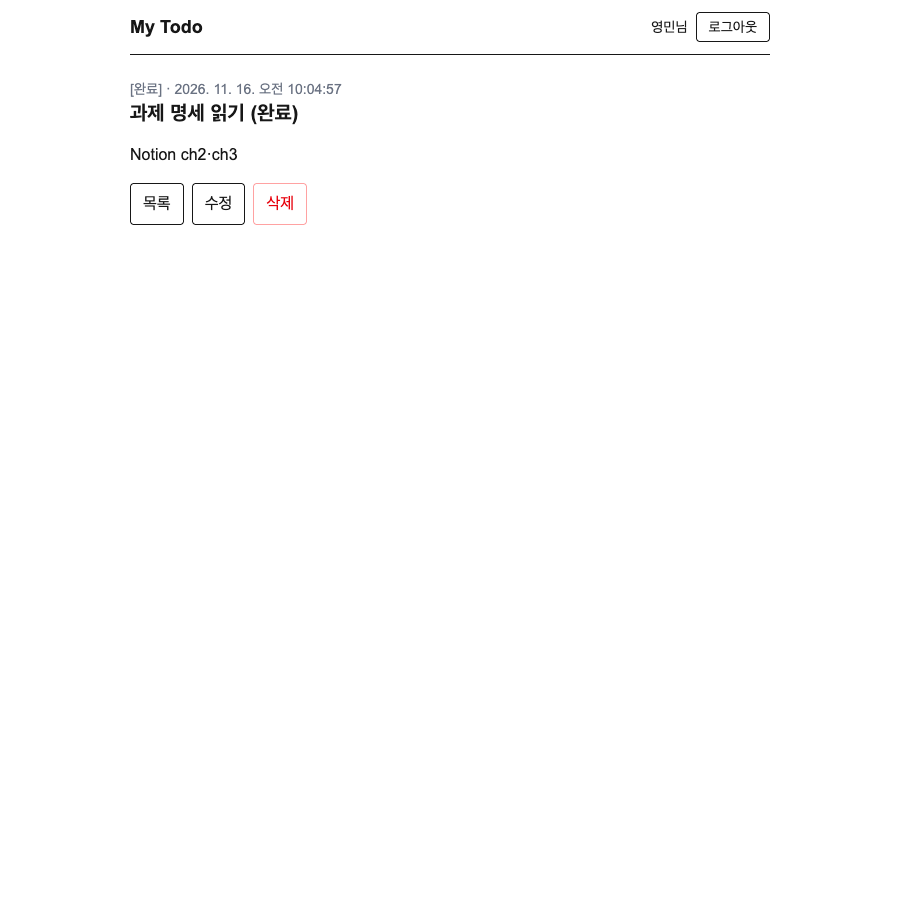 My Todo
영민님 로그아웃
[완료] · 2026. 11. 16. 오전 10:04:57
과제 명세 읽기 (완료)
Notion ch2·ch3
목록 수정 삭제